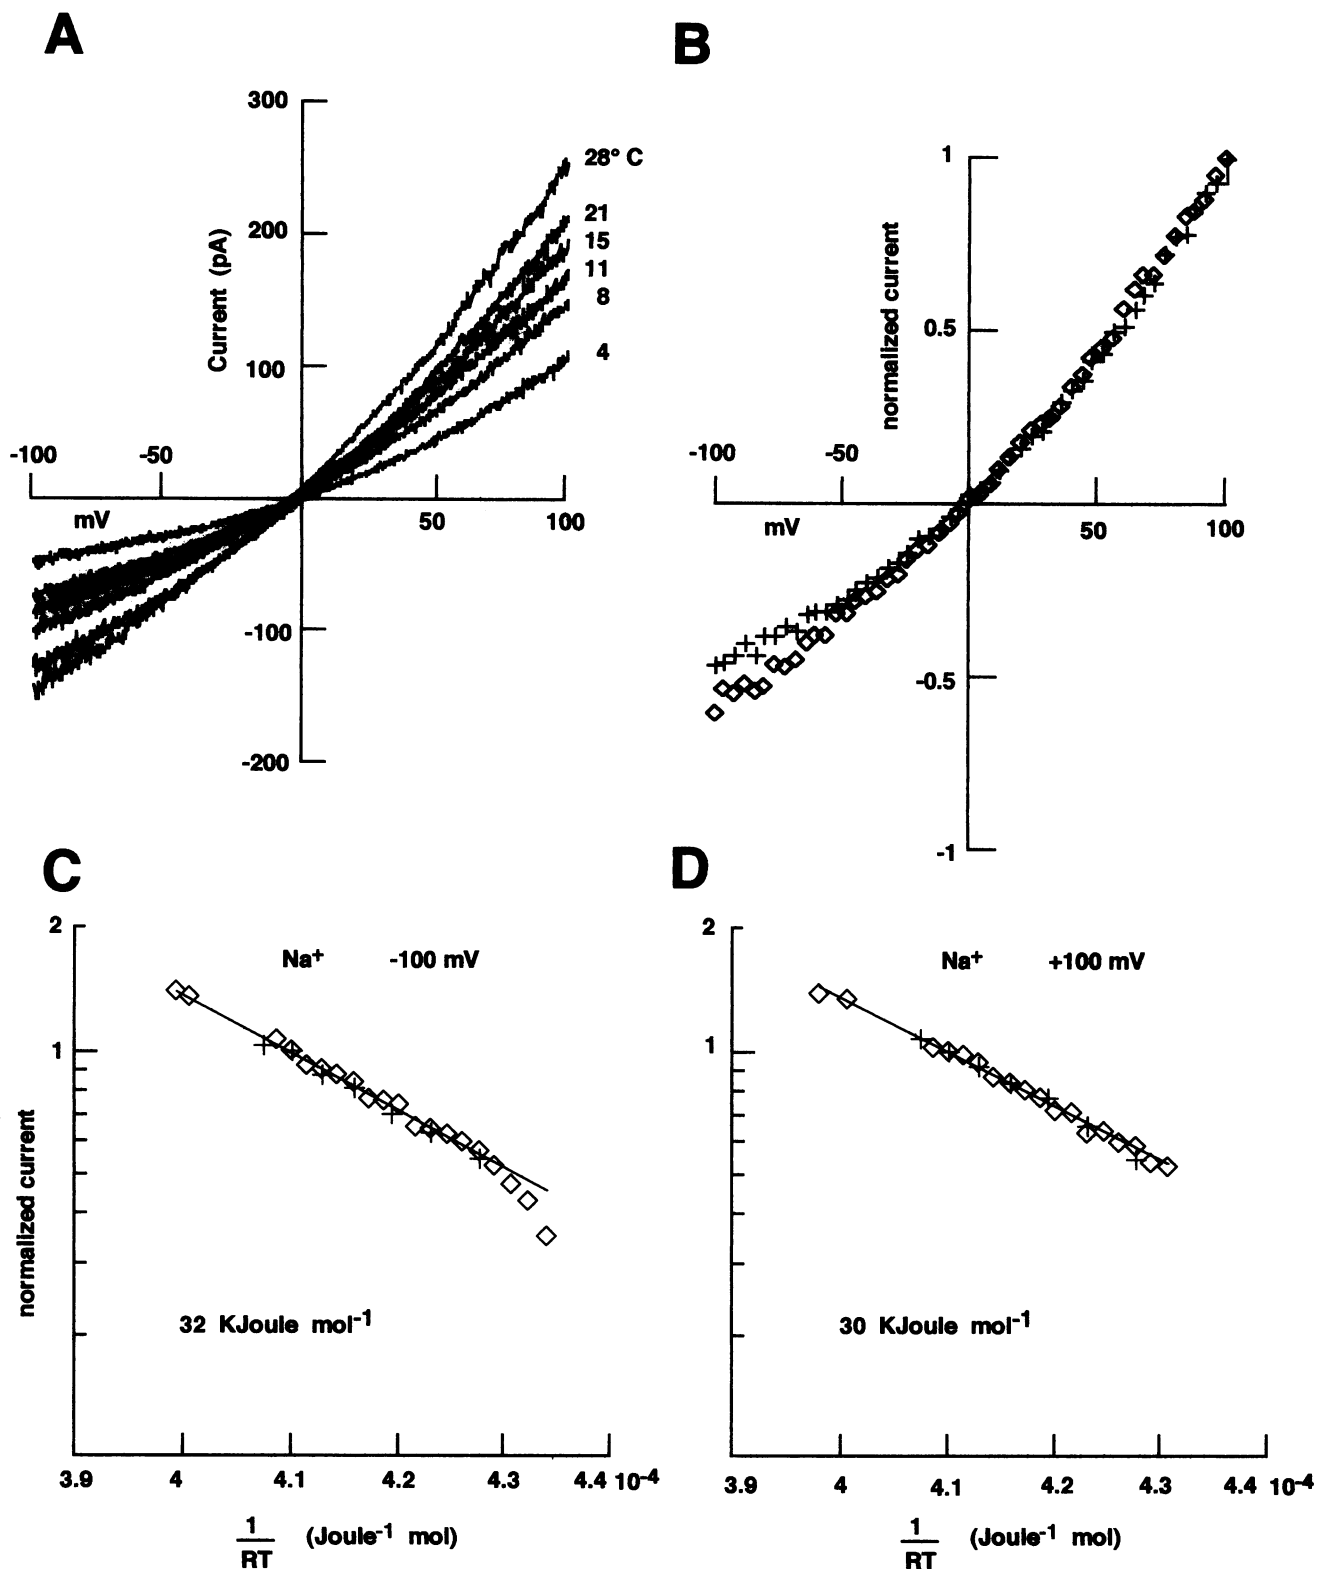 A
B
300
28° C
21
200
15
11
8
100
4
Current (pA)
-100
-50
mV
50
100
-100
-200
1
0.5
normalized current
-100
-50
mV
50
100
-0.5
-1
C
D
2
Na+ -100 mV
1
normalized current
32 KJoule mol-1
3.9 4 4.1 4.2 4.3 4.4 10-4
1
RT
(Joule-1 mol)
2
Na+ +100 mV
1
30 KJoule mol-1
3.9 4 4.1 4.2 4.3 4.4 10-4
1
RT
(Joule-1 mol)